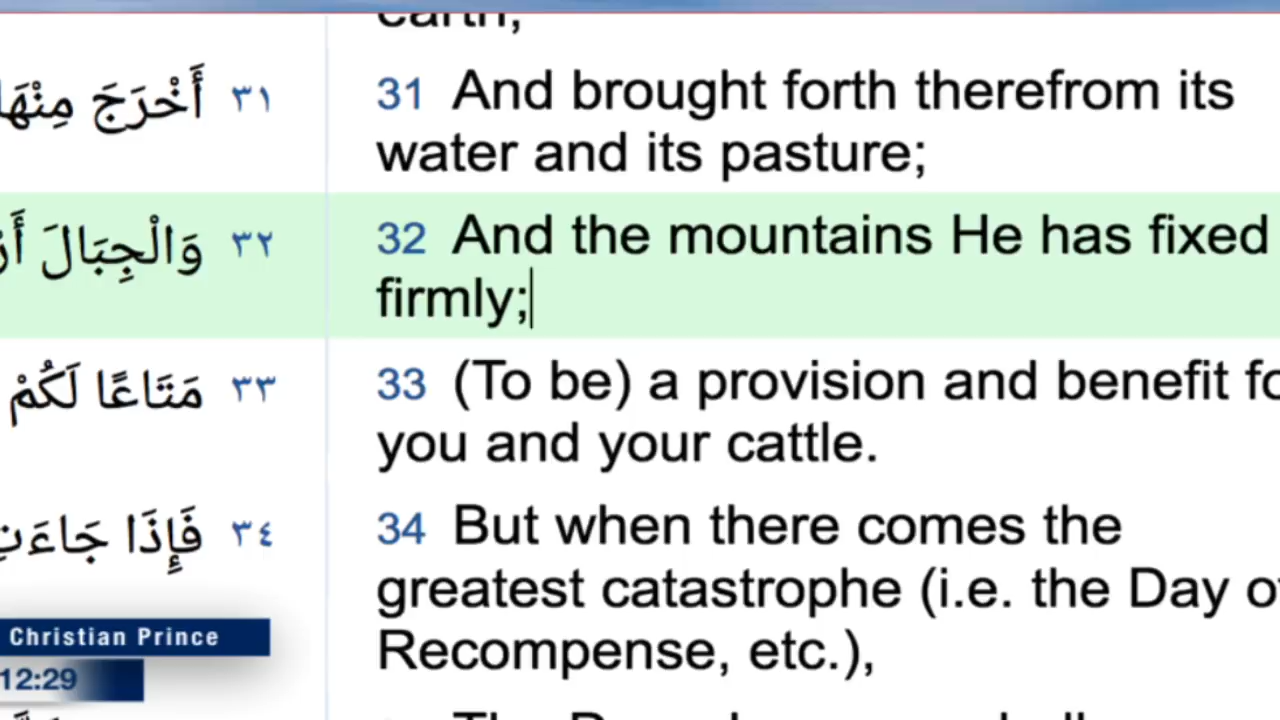 earth;
أَخْرَجَ مِنْهَا ٣١
31 And brought forth therefrom its
water and its pasture;
وَالْجِبَالَ ٣٢
32 And the mountains He has fixed
firmly;
مَتَاعًا لَكُمْ ٣٣
33 (To be) a provision and benefit
you and your cattle.
فَإِذَا جَاءَتِ ٣٤
34 But when there comes the
greatest catastrophe (i.e. the Day of
Recompense, etc.),
Christian Prince
12:29